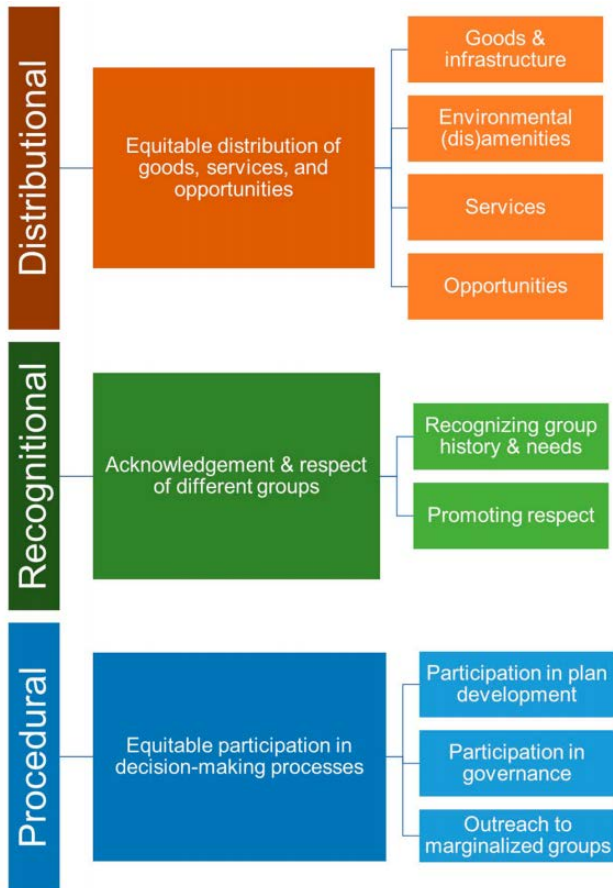 Distributional
Equitable distribution of
goods, services, and
opportunities
Goods &
infrastructure
Environmental
(dis)amenities
Services
Opportunities
Recognitional
Acknowledgement & respect
of different groups
Recognizing group
history & needs
Promoting respect
Procedural
Equitable participation in
decision-making processes
Participation in plan
development
Participation in
governance
Outreach to
marginalized groups